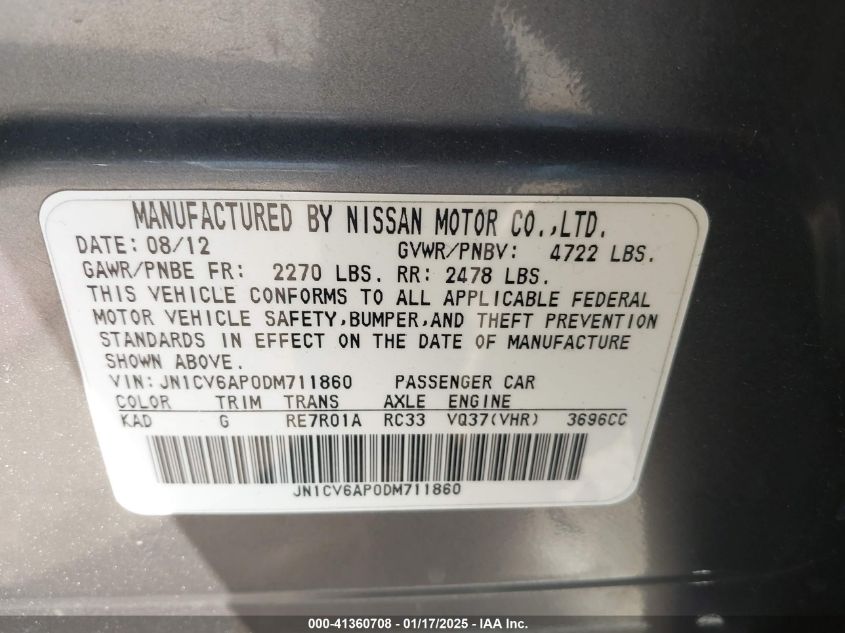 MANUFACTURED BY NISSAN MOTOR CO.,LTD.
DATE: 08/12 GVWR/PNBV: 4722 LBS.
GAWR/PNBE FR: 2270 LBS. RR: 2478 LBS.
THIS VEHICLE CONFORMS TO ALL APPLICABLE FEDERAL
MOTOR VEHICLE SAFETY,BUMPER,AND THEFT PREVENTION
STANDARDS IN EFFECT ON THE DATE OF MANUFACTURE
SHOWN ABOVE.
VIN: JN1CV6AP0DM711860 PASSENGER CAR
COLOR TRIM TRANS AXLE ENGINE
KAD G RE7R01A RC33 VQ37(VHR) 3696CC
JN1CV6AP0DM711860
000-41360708 - 01/17/2025 - IAA Inc.